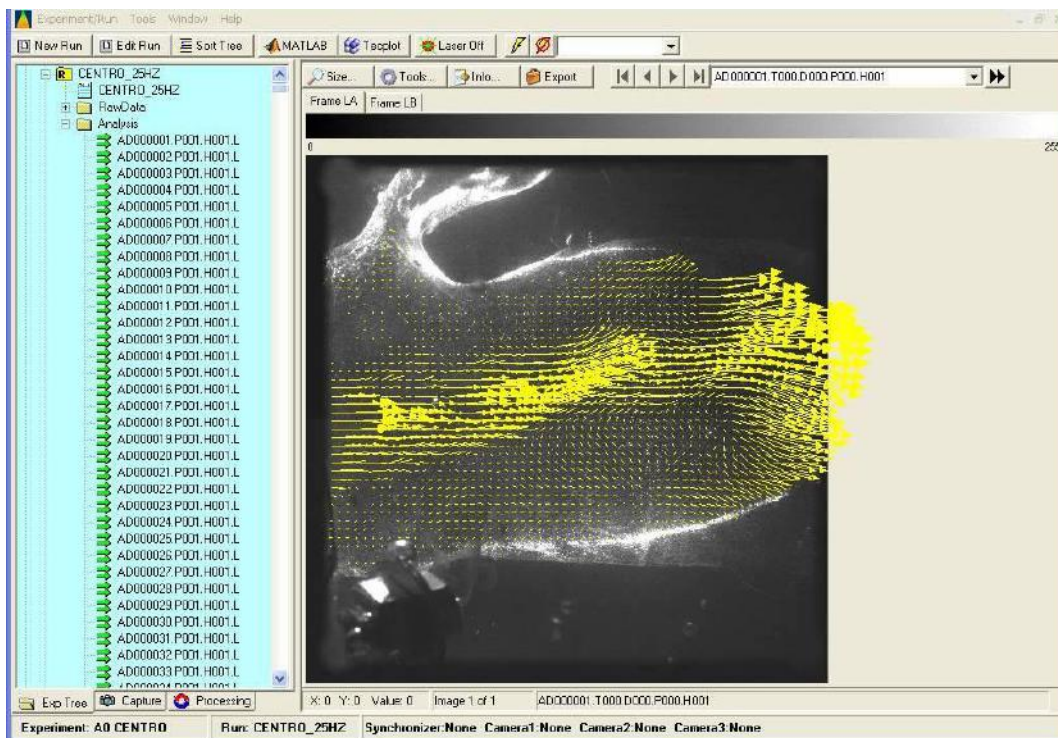 Experiment/Run Tools Window Help
New Run Edit Run Sort Tree MATLAB Tecplot Laser Off
CENTRO_25HZ
CENTRO_25HZ
RawData
Analysis
AD000001.P001.H001.L
AD000002.P001.H001.L
AD000003.P001.H001.L
AD000004.P001.H001.L
AD000005.P001.H001.L
AD000006.P001.H001.L
AD000007.P001.H001.L
AD000008.P001.H001.L
AD000009.P001.H001.L
AD000010.P001.H001.L
AD000011.P001.H001.L
AD000012.P001.H001.L
AD000013.P001.H001.L
AD000014.P001.H001.L
AD000015.P001.H001.L
AD000016.P001.H001.L
AD000017.P001.H001.L
AD000018.P001.H001.L
AD000019.P001.H001.L
AD000020.P001.H001.L
AD000021.P001.H001.L
AD000022.P001.H001.L
AD000023.P001.H001.L
AD000024.P001.H001.L
AD000025.P001.H001.L
AD000026.P001.H001.L
AD000027.P001.H001.L
AD000028.P001.H001.L
AD000029.P001.H001.L
AD000030.P001.H001.L
AD000031.P001.H001.L
AD000032.P001.H001.L
AD000033.P001.H001.L
Exp Tree Capture Processing
Size... Tools... Info... Export AD000001.T000.D000.P000.H001
Frame LA Frame LB
0 255
X: 0 Y: 0 Value: 0 Image 1 of 1 AD000001.T000.D000.P000.H001
Experiment: A0 CENTRO Run: CENTRO_25HZ Synchronizer:None Camera1:None Camera2:None Camera3:None